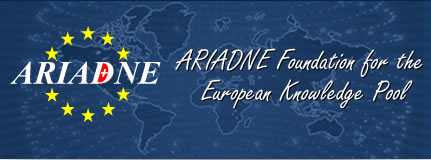 ARIADNE
ARIADNE Foundation for the
European Knowledge Pool